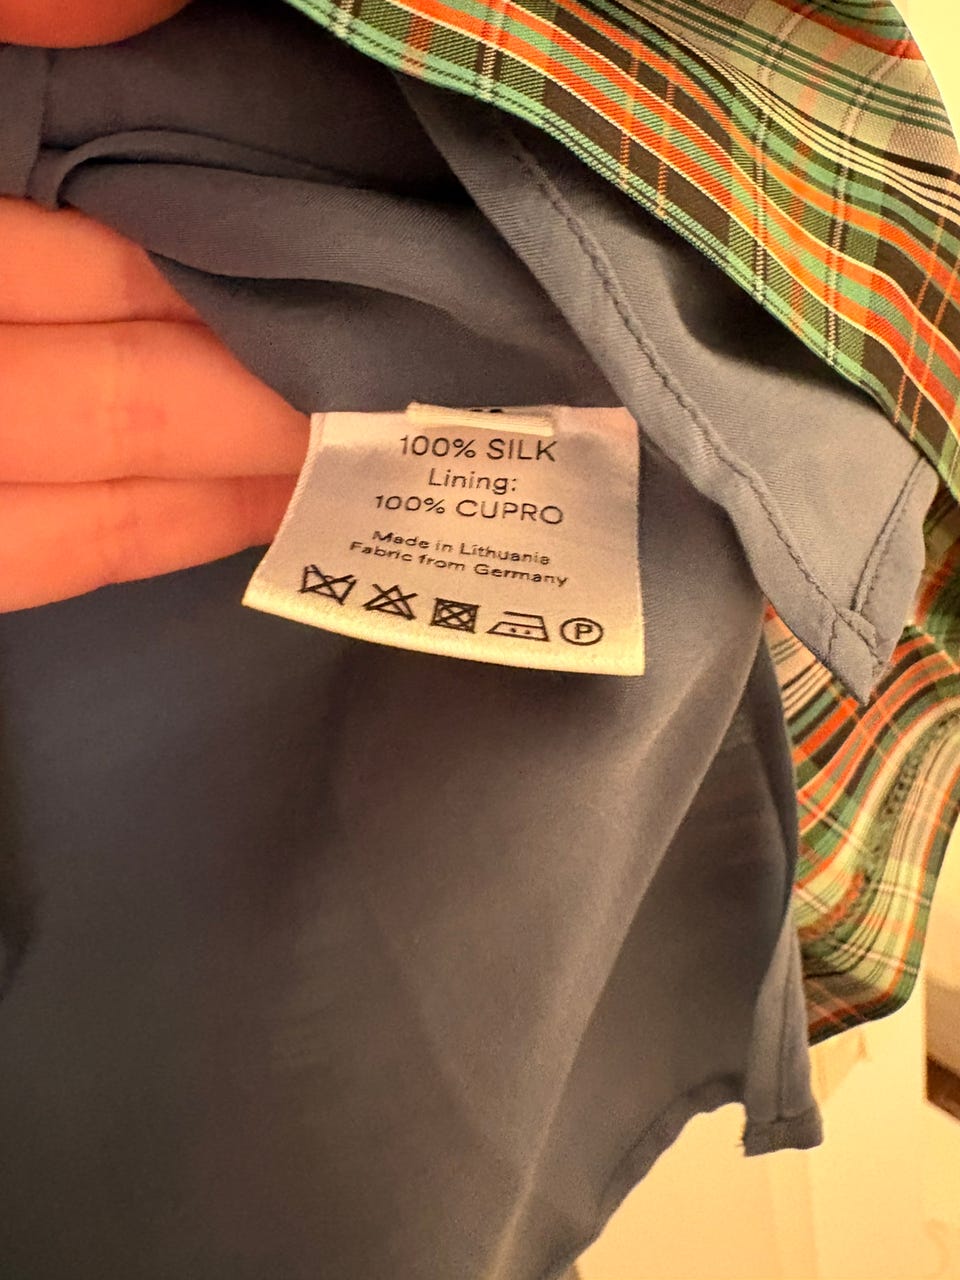 100% SILK
Lining:
100% CUPRO
Made in Lithuania
Fabric from Germany
P